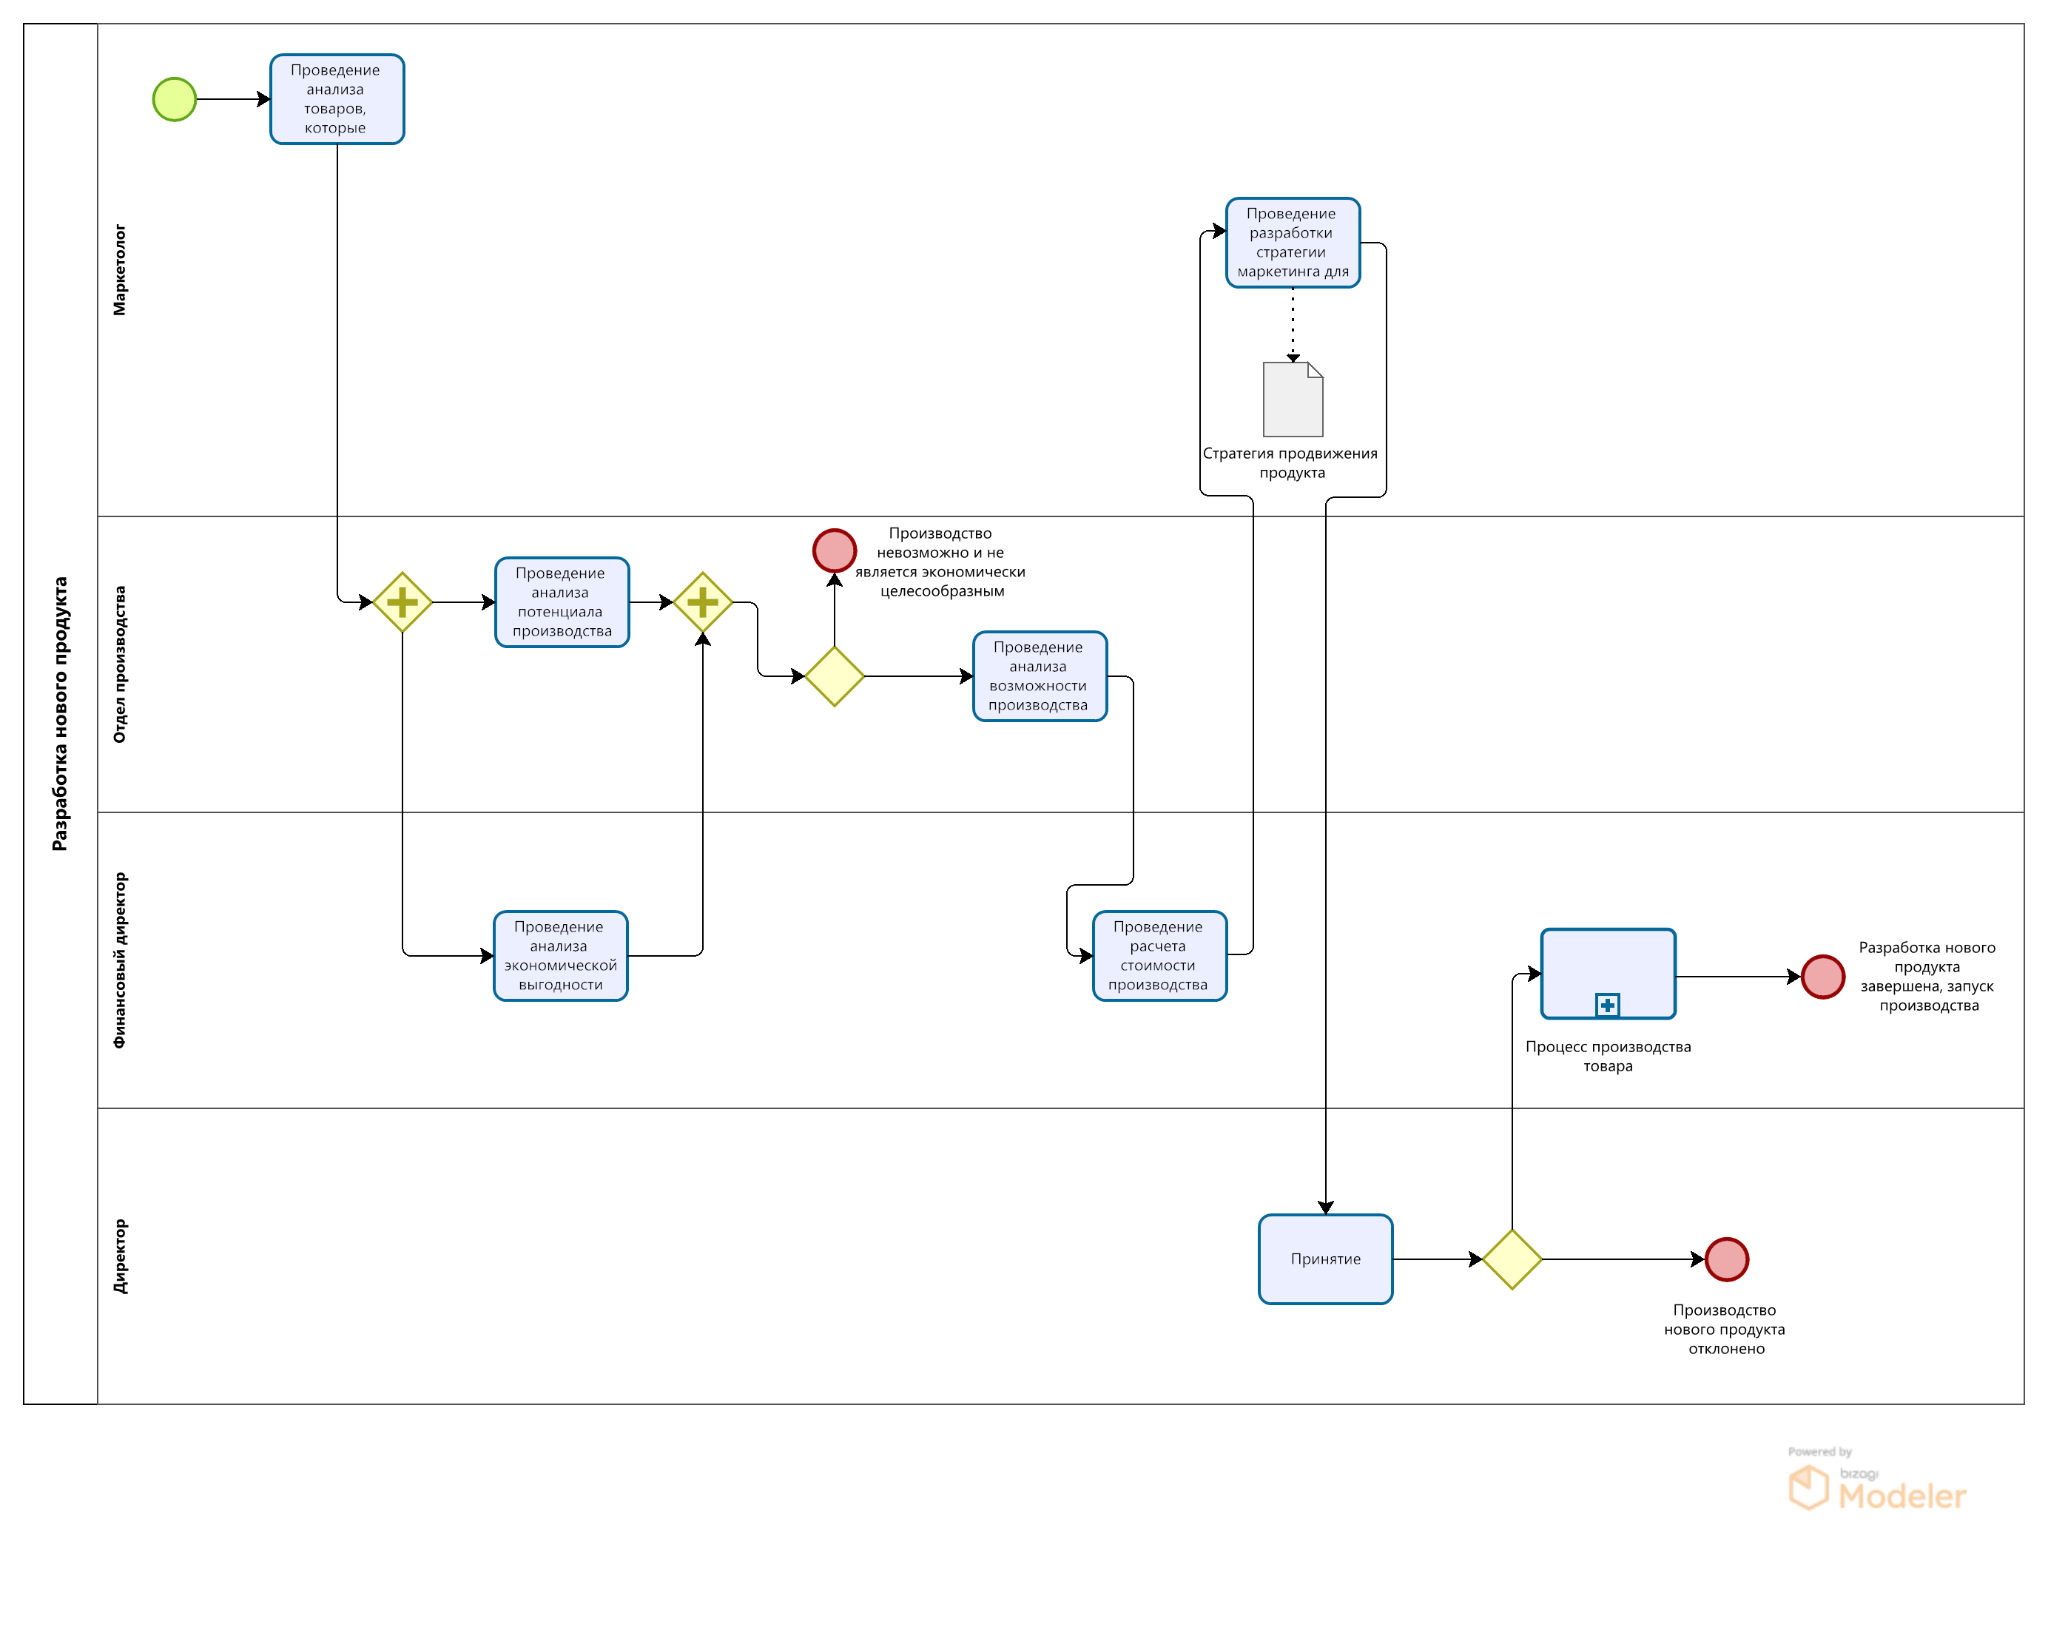 Разработка нового продукта
Маркетолог
Проведение
анализа
товаров,
которые
Проведение
разработки
стратегии
маркетинга для
Стратегия продвижения
продукта
Отдел производства
Проведение
анализа
потенциала
производства
Производство
невозможно и не
является экономически
целесообразным
Проведение
анализа
возможности
производства
Финансовый директор
Проведение
анализа
экономической
выгодности
Проведение
расчета
стоимости
производства
Процесс производства
товара
Разработка нового
продукта
завершена, запуск
производства
Директор
Принятие
Производство
нового продукта
отклонено
Powered by
bizagi
Modeler